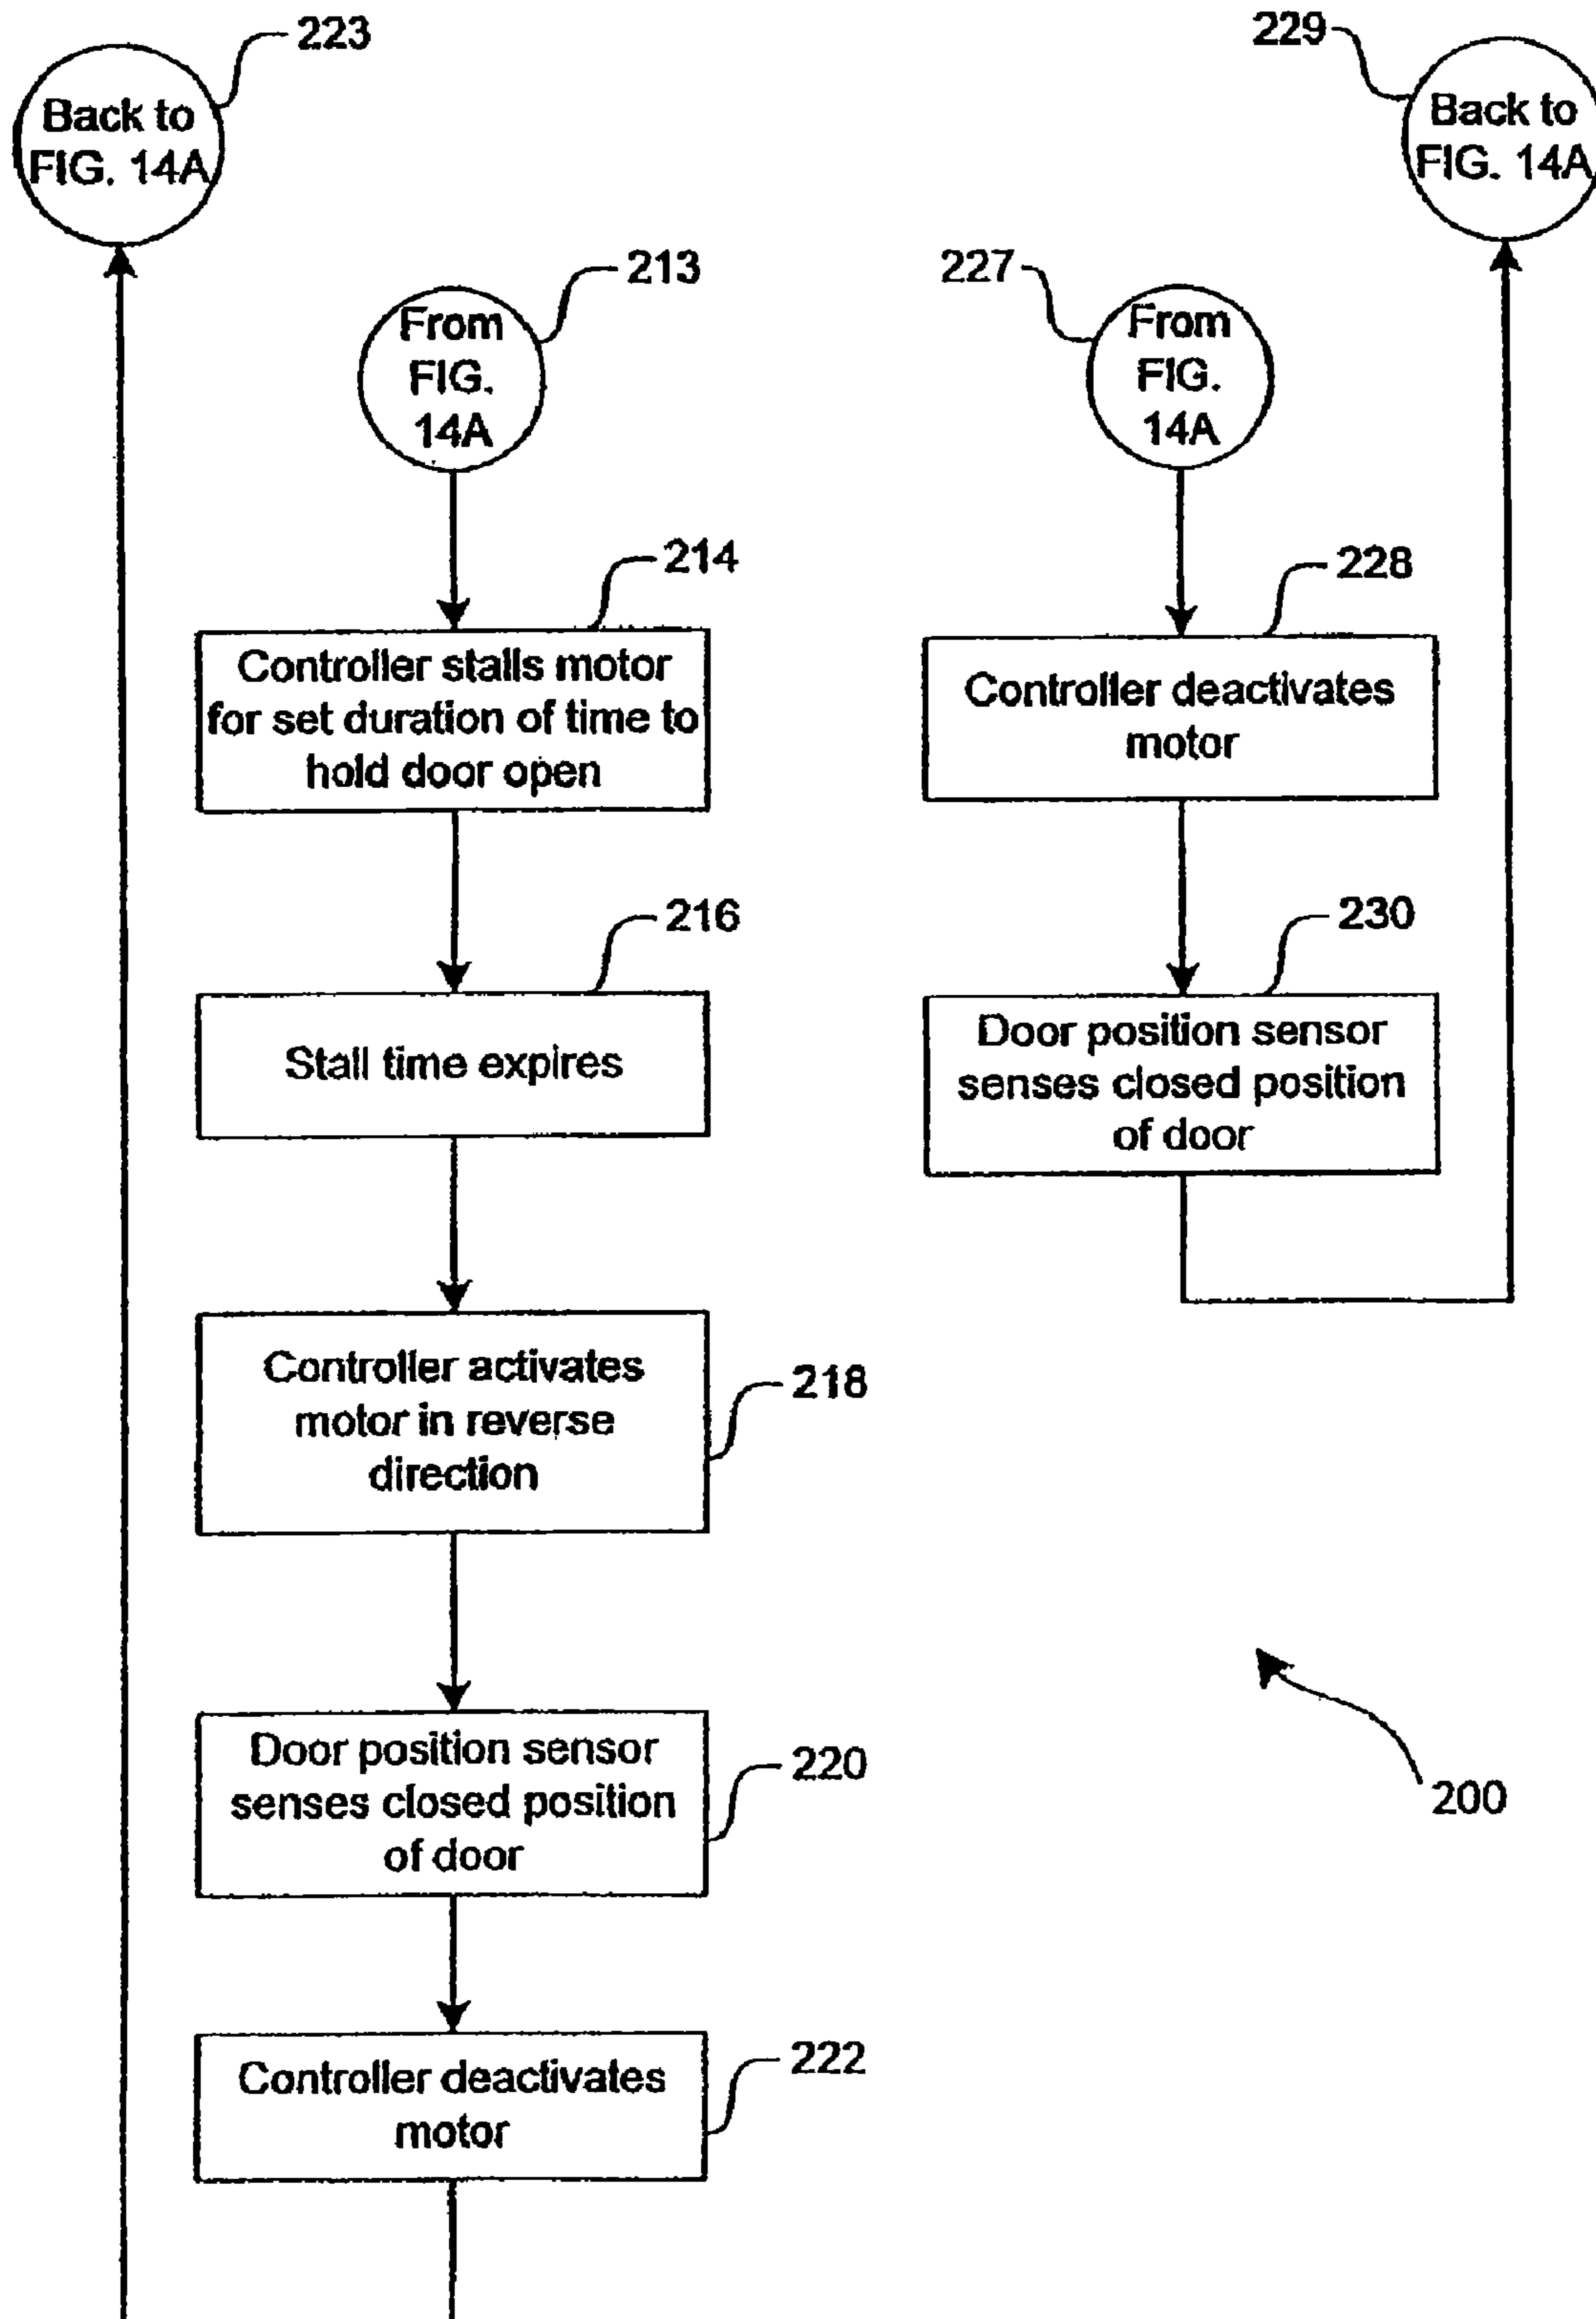 223
Back to
FIG. 14A
229
Back to
FIG. 14A
213
From
FIG.
14A
227
From
FIG.
14A
214
Controller stalls motor
for set duration of time to
hold door open
228
Controller deactivates
motor
216
Stall time expires
230
Door position sensor
senses closed position
of door
218
Controller activates
motor in reverse
direction
220
Door position sensor
senses closed position
of door
200
222
Controller deactivates
motor